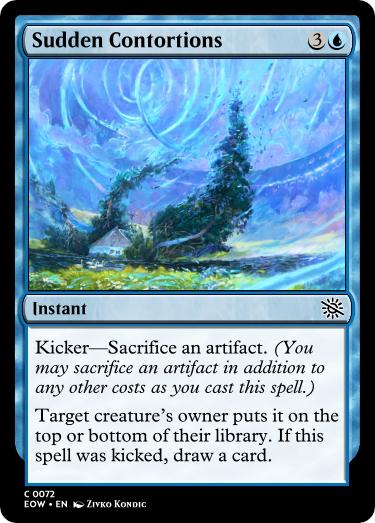 Sudden Contortions 3
Instant
Kicker—Sacrifice an artifact. (You
may sacrifice an artifact in addition to
any other costs as you cast this spell.)
Target creature's owner puts it on the
top or bottom of their library. If this
spell was kicked, draw a card.
C 0072
EOW • EN Zivko Kondic